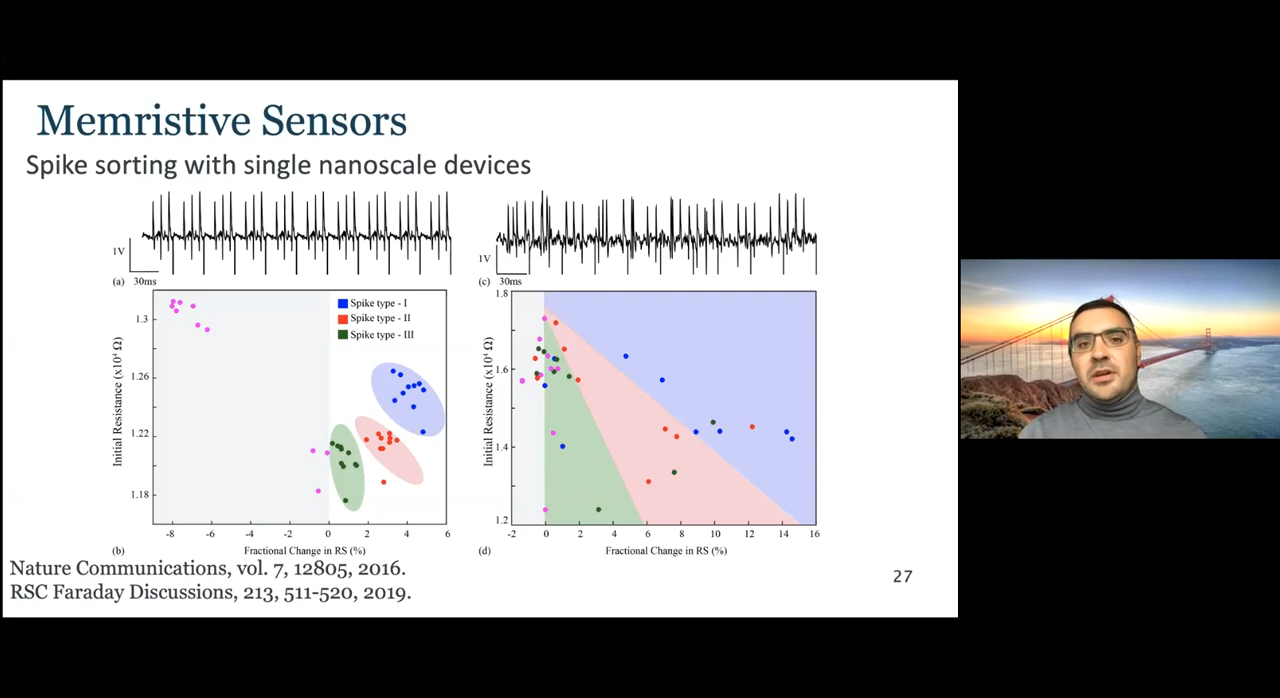 Memristive Sensors
Spike sorting with single nanoscale devices
1V
(a) 30ms
1V
(c) 30ms
Spike type - I
Spike type - II
Spike type - III
Initial Resistance (x10⁴ Ω)
1.3
1.26
1.22
1.18
-8 -6 -4 -2 0 2 4 6
(b) Fractional Change in RS (%)
Initial Resistance (x10⁴ Ω)
1.8
1.6
1.4
1.2
-2 0 2 4 6 8 10 12 14 16
(d) Fractional Change in RS (%)
Nature Communications, vol. 7, 12805, 2016.
RSC Faraday Discussions, 213, 511-520, 2019.
27